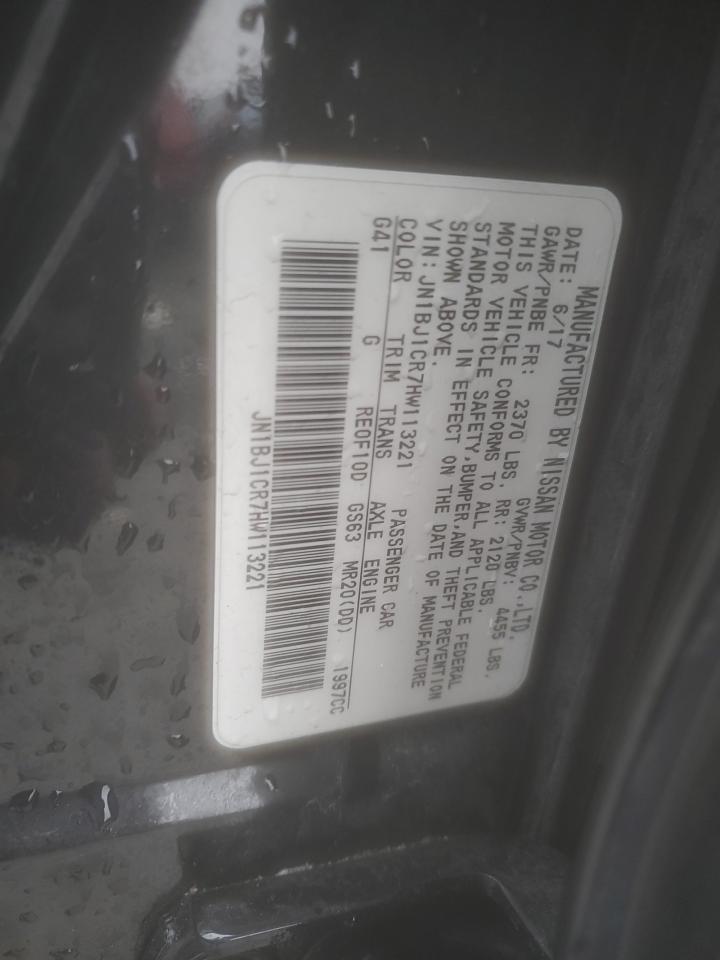 MANUFACTURED BY NISSAN MOTOR CO.,LTD.
DATE: 6/17 GVWR/PNBV: 4455 LBS.
GAWR/PNBE FR: 2370 LBS. RR: 2120 LBS.
THIS VEHICLE CONFORMS TO ALL APPLICABLE FEDERAL
MOTOR VEHICLE SAFETY,BUMPER,AND THEFT PREVENTION
STANDARDS IN EFFECT ON THE DATE OF MANUFACTURE
SHOWN ABOVE.
VIN:JN1BJ1CR7HW113221 PASSENGER CAR
COLOR TRIM TRANS AXLE ENGINE
G41 G RE0F10D GS63 MR20(DD) 1997CC
JN1BJ1CR7HW113221